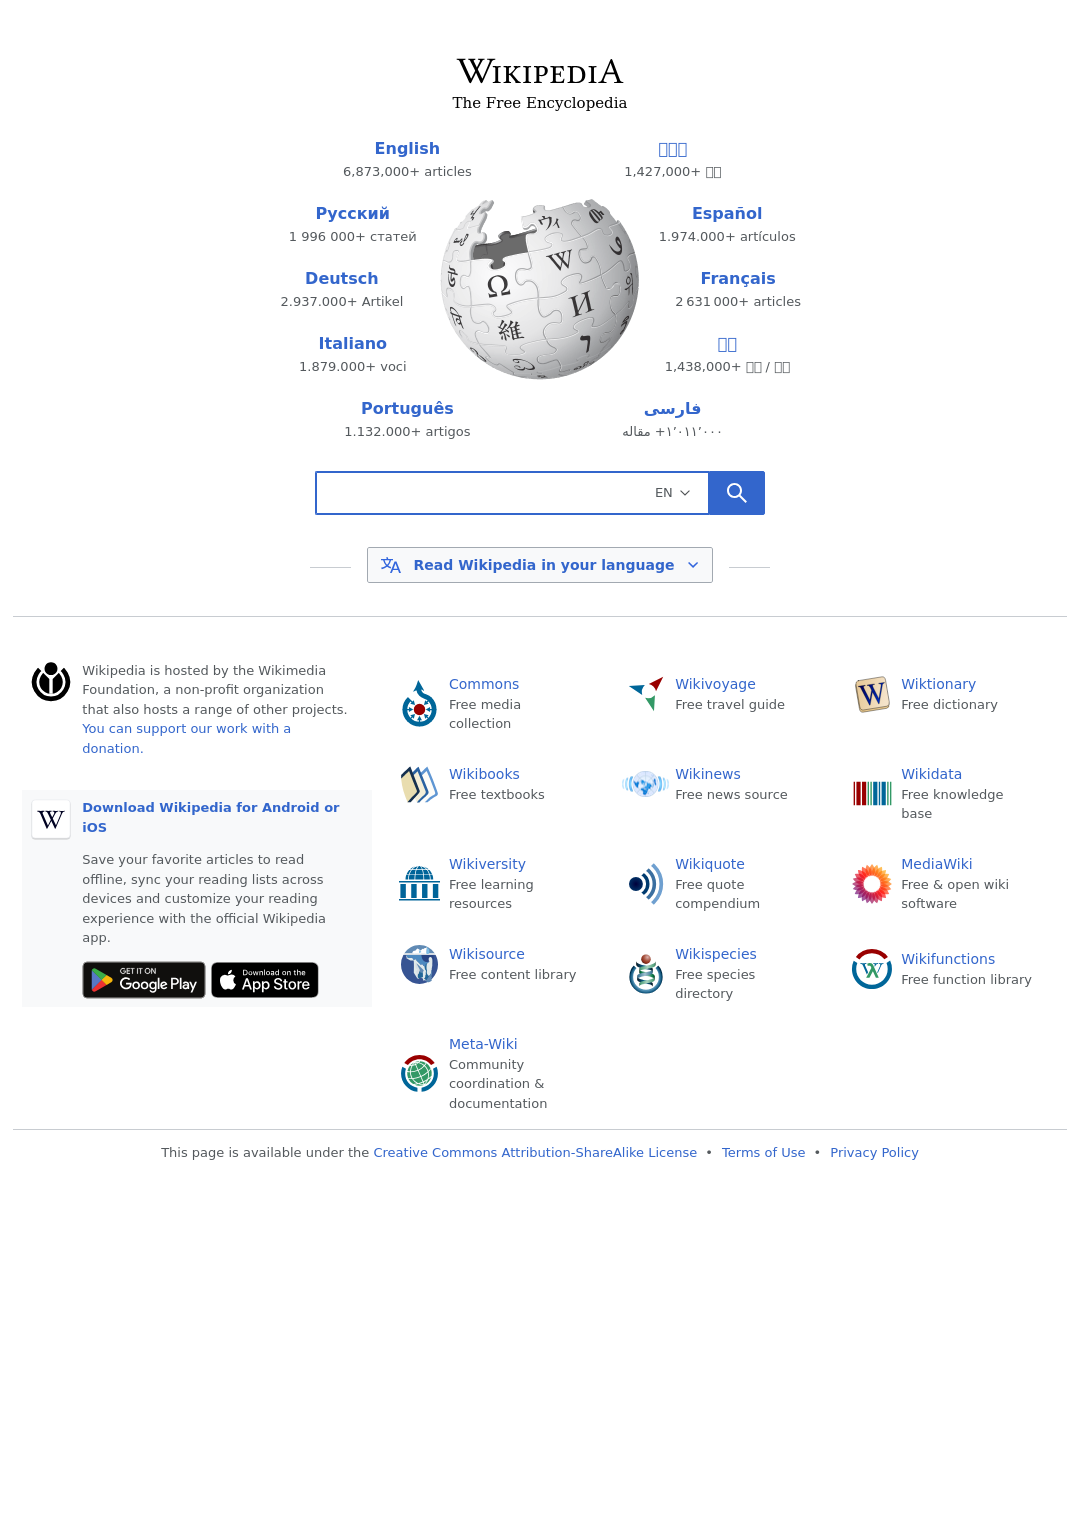 WIKIPEDIA
The Free Encyclopedia
English
6,873,000+ articles
1,427,000+
Русский
1 996 000+ статей
Español
1.974.000+ artículos
Deutsch
2.937.000+ Artikel
Français
2 631 000+ articles
Italiano
1.879.000+ voci
1,438,000+ /
Português
1.132.000+ artigos
فارسی
۱٬۰۱۱٬۰۰۰+ مقاله
Ω
W
ウィ
И
維
EN
Read Wikipedia in your language
Wikipedia is hosted by the Wikimedia
Foundation, a non-profit organization
that also hosts a range of other projects.
You can support our work with a
donation.
W
Download Wikipedia for Android or
iOS
Save your favorite articles to read
offline, sync your reading lists across
devices and customize your reading
experience with the official Wikipedia
app.
GET IT ON
Google Play
Download on the
App Store
Commons
Free media
collection
Wikivoyage
Free travel guide
W
Wiktionary
Free dictionary
Wikibooks
Free textbooks
Wikinews
Free news source
Wikidata
Free knowledge
base
Wikiversity
Free learning
resources
Wikiquote
Free quote
compendium
MediaWiki
Free & open wiki
software
Wikisource
Free content library
Wikispecies
Free species
directory
Wikifunctions
Free function library
Meta-Wiki
Community
coordination &
documentation
This page is available under the Creative Commons Attribution-ShareAlike License • Terms of Use • Privacy Policy